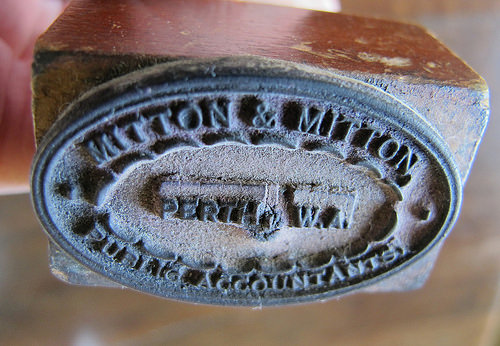 MITTON & MITTON
PERTH W.A.
PUBLIC ACCOUNTANTS